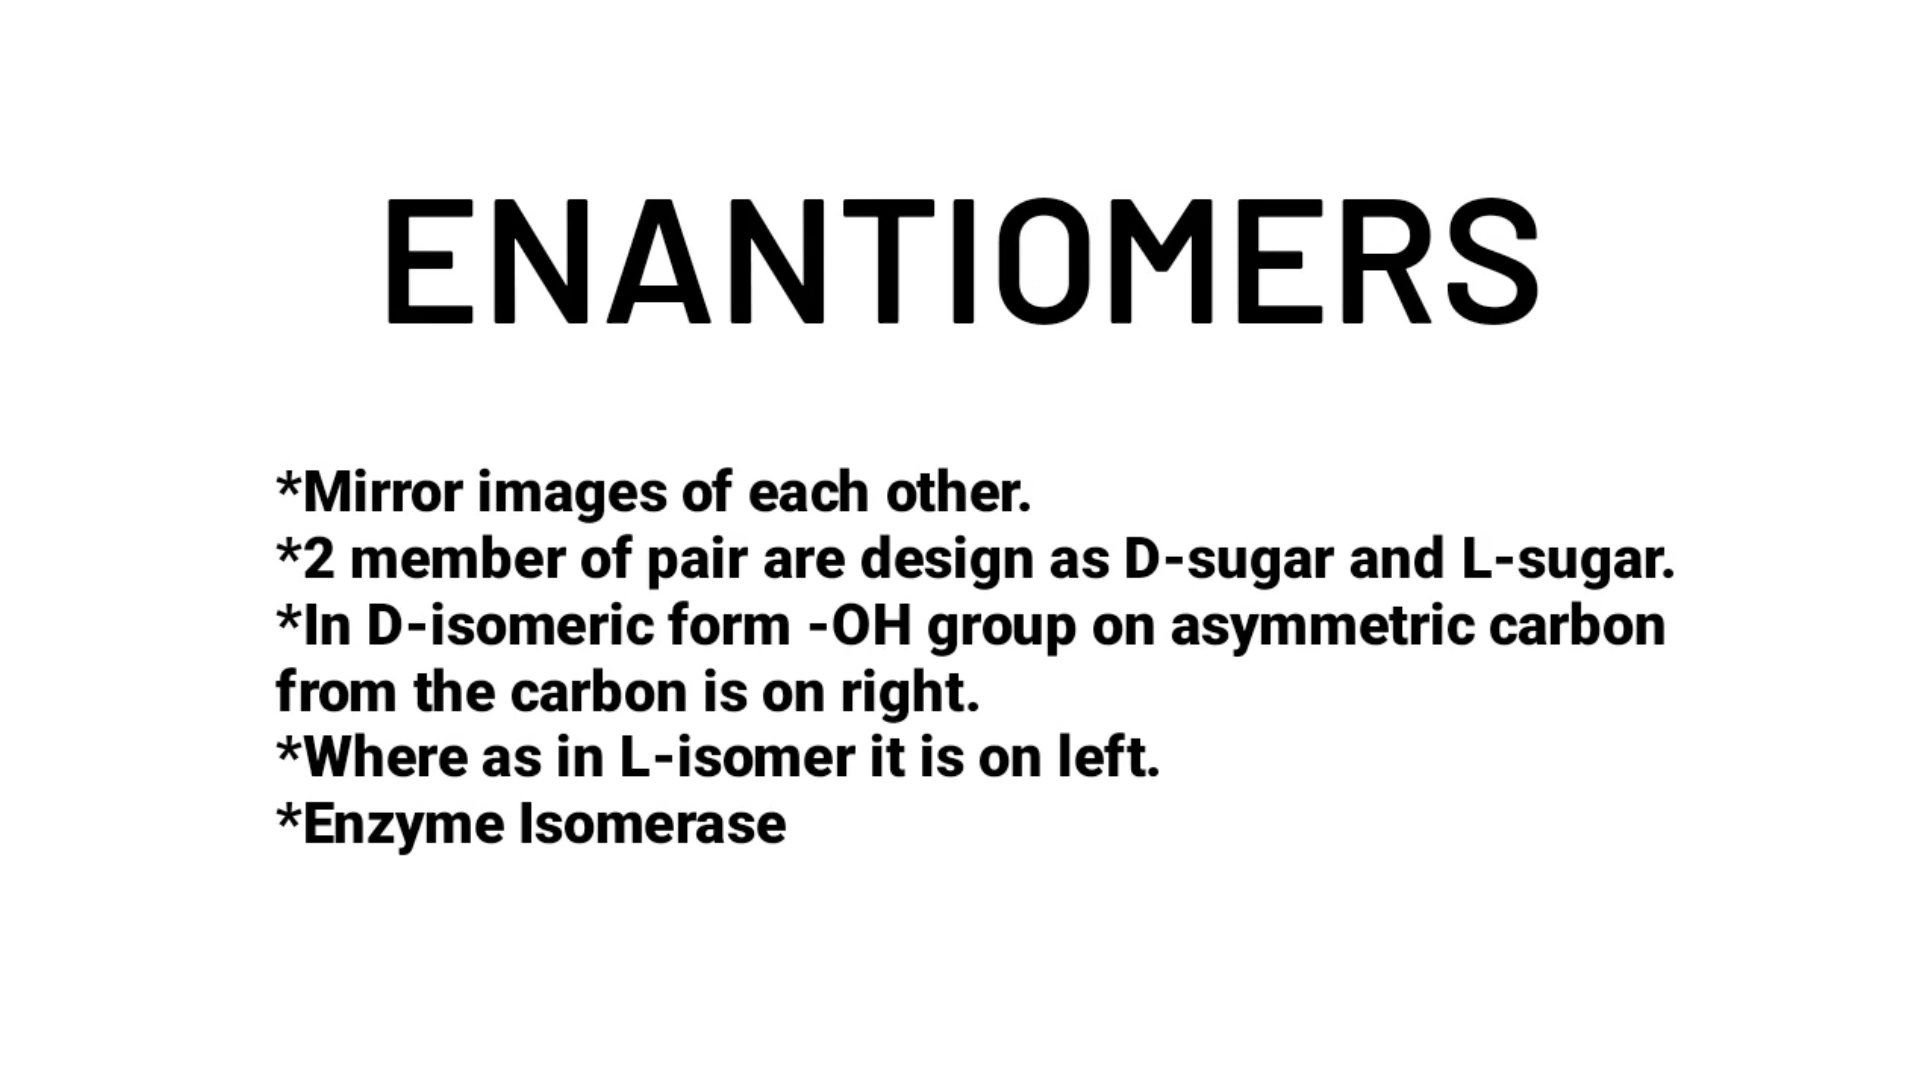 ENANTIOMERS
*Mirror images of each other.
*2 member of pair are design as D-sugar and L-sugar.
*In D-isomeric form -OH group on asymmetric carbon
from the carbon is on right.
*Where as in L-isomer it is on left.
*Enzyme Isomerase